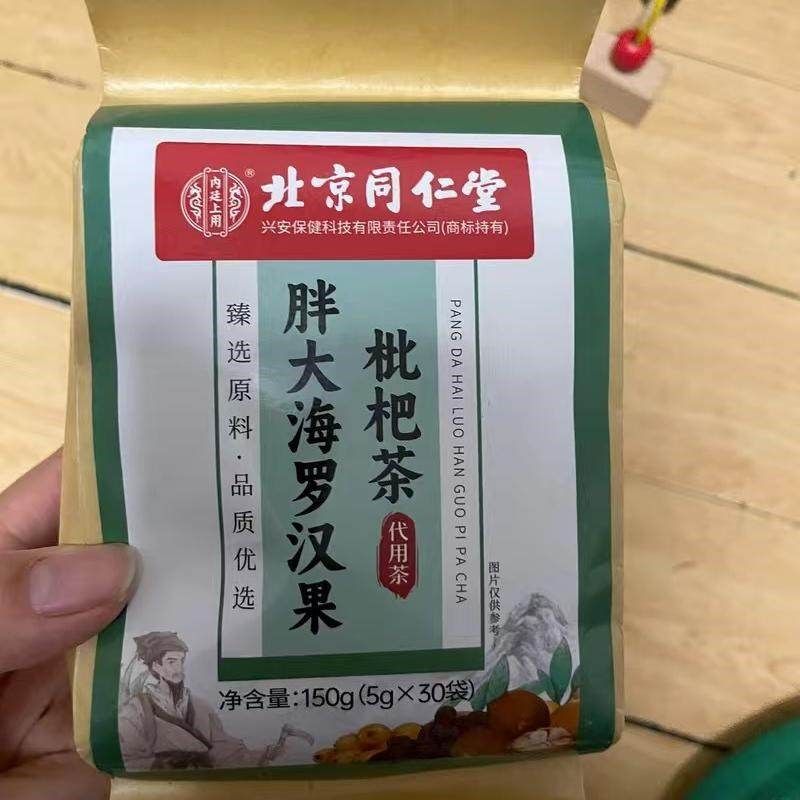 内廷上用
®
北京同仁堂
兴安保健科技有限责任公司(商标持有)
臻选原料·品质优选
胖大海罗汉果
枇杷茶
代用茶
PANG DA HAI LUO HAN GUO PI PA CHA
图片仅供参考
净含量:150g(5g×30袋)